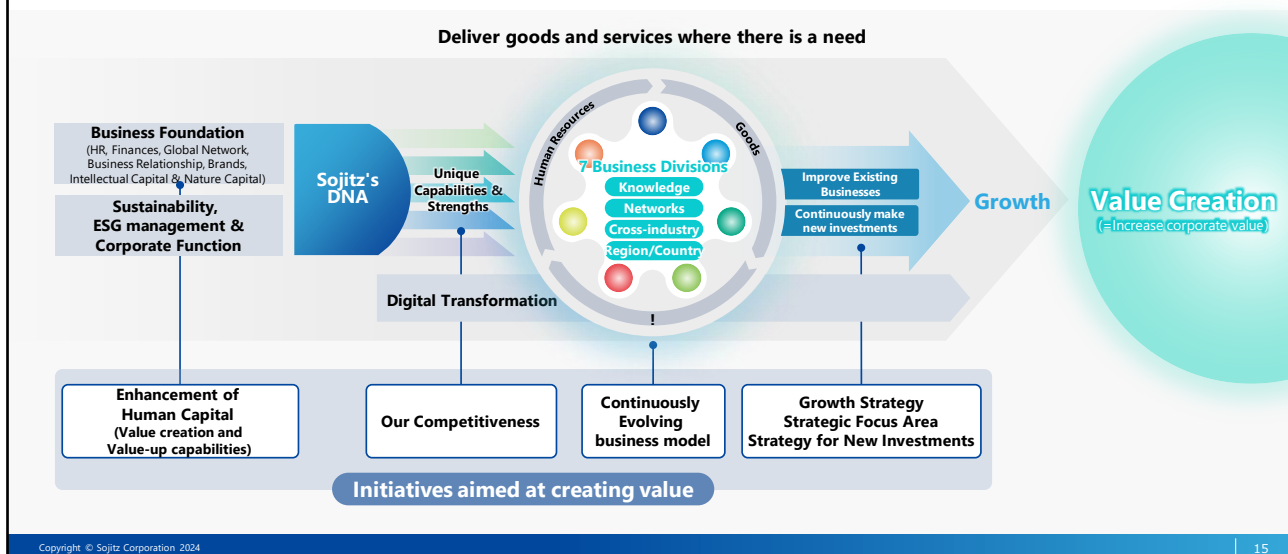 Deliver goods and services where there is a need
Business Foundation
(HR, Finances, Global Network,
Business Relationship, Brands,
Intellectual Capital & Nature Capital)
Sustainability,
ESG management &
Corporate Function
Sojitz's
DNA
Unique
Capabilities &
Strengths
Human Resources
Goods
!
7 Business Divisions
Knowledge
Networks
Cross-industry
Region/Country
Improve Existing
Businesses
Continuously make
new investments
Growth
Value Creation
(=Increase corporate value)
Digital Transformation
Enhancement of
Human Capital
(Value creation and
Value-up capabilities)
Our Competitiveness
Continuously
Evolving
business model
Growth Strategy
Strategic Focus Area
Strategy for New Investments
Initiatives aimed at creating value
Copyright © Sojitz Corporation 2024
15